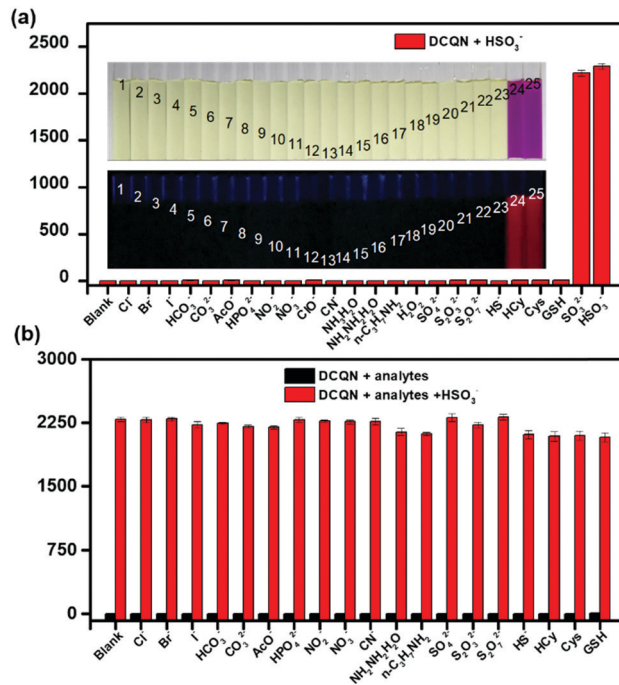 (a)
2500
2000
1500
1000
500
0
DCQN + HSO₃⁻
1 2 3 4 5 6 7 8 9 10 11 12 13 14 15 16 17 18 19 20 21 22 23 24 25
1 2 3 4 5 6 7 8 9 10 11 12 13 14 15 16 17 18 19 20 21 22 23 24 25
Blank Cl⁻ Br⁻ I⁻ HCO₃⁻ CO₃²⁻ AcO⁻ HPO₄²⁻ NO₂⁻ NO₃⁻ ClO⁻ CN⁻ NH₃H₂O NH₂NH₂H₂O n-C₃H₇NH₂ H₂O₂ SO₄²⁻ S₂O₃²⁻ S₂O₇²⁻ HS⁻ HCy Cys GSH SO₃²⁻ HSO₃⁻
(b)
3000
2250
1500
750
0
DCQN + analytes
DCQN + analytes +HSO₃⁻
Blank Cl⁻ Br⁻ I⁻ HCO₃⁻ CO₃²⁻ AcO⁻ HPO₄²⁻ NO₂⁻ NO₃⁻ CN⁻ NH₂NH₂H₂O n-C₃H₇NH₂ SO₄²⁻ S₂O₃²⁻ S₂O₇²⁻ HS⁻ HCy Cys GSH